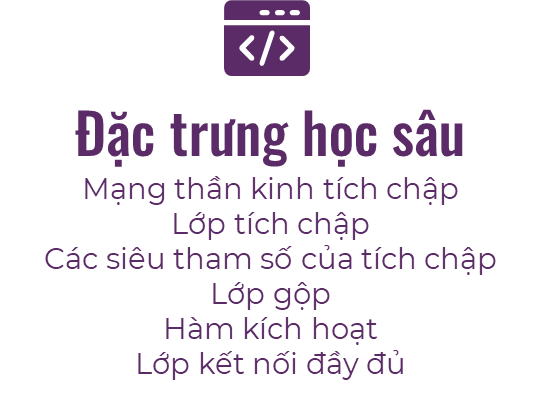 Đặc trưng học sâu
Mạng thần kinh tích chập
Lớp tích chập
Các siêu tham số của tích chập
Lớp gộp
Hàm kích hoạt
Lớp kết nối đầy đủ